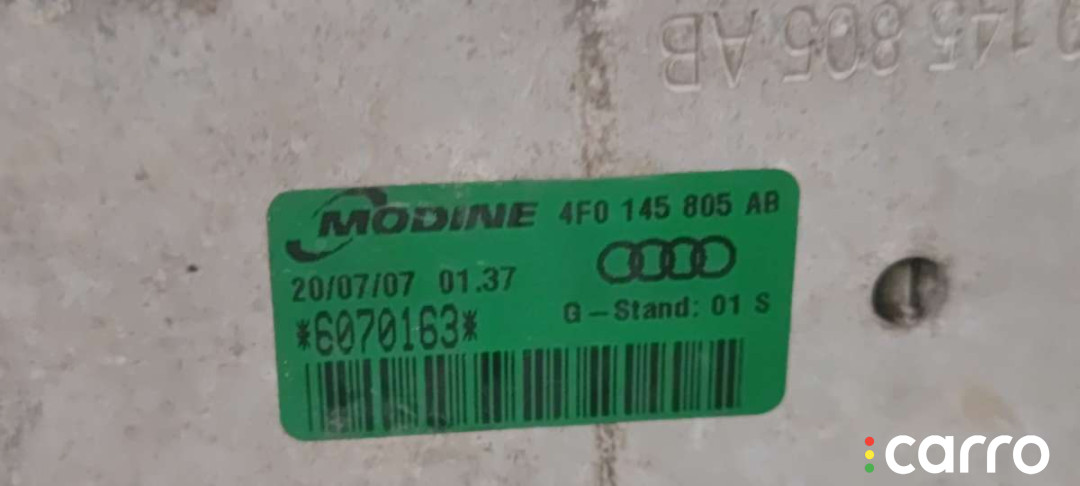 145 805 AB
MODINE 4F0 145 805 AB
20/07/07 01.37
G-Stand: 01 S
*6070163*
carro